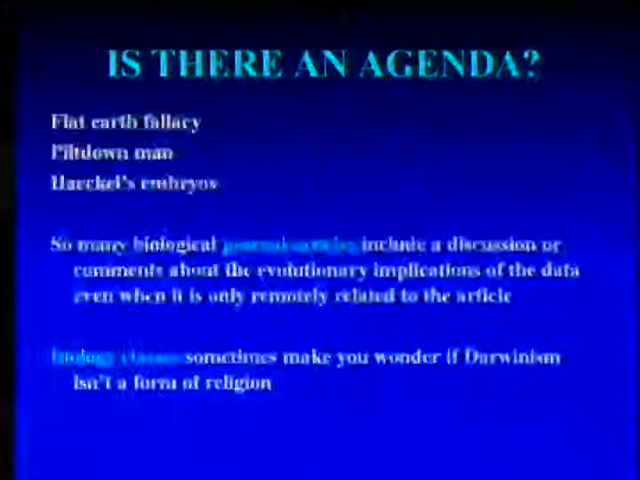 IS THERE AN AGENDA?
Flat earth fallacy
Piltdown man
Haeckel's embryos
So many biological journal articles include a discussion or
comments about the evolutionary implications of the data
even when it is only remotely related to the article
Biology classes sometimes make you wonder if Darwinism
isn't a form of religion